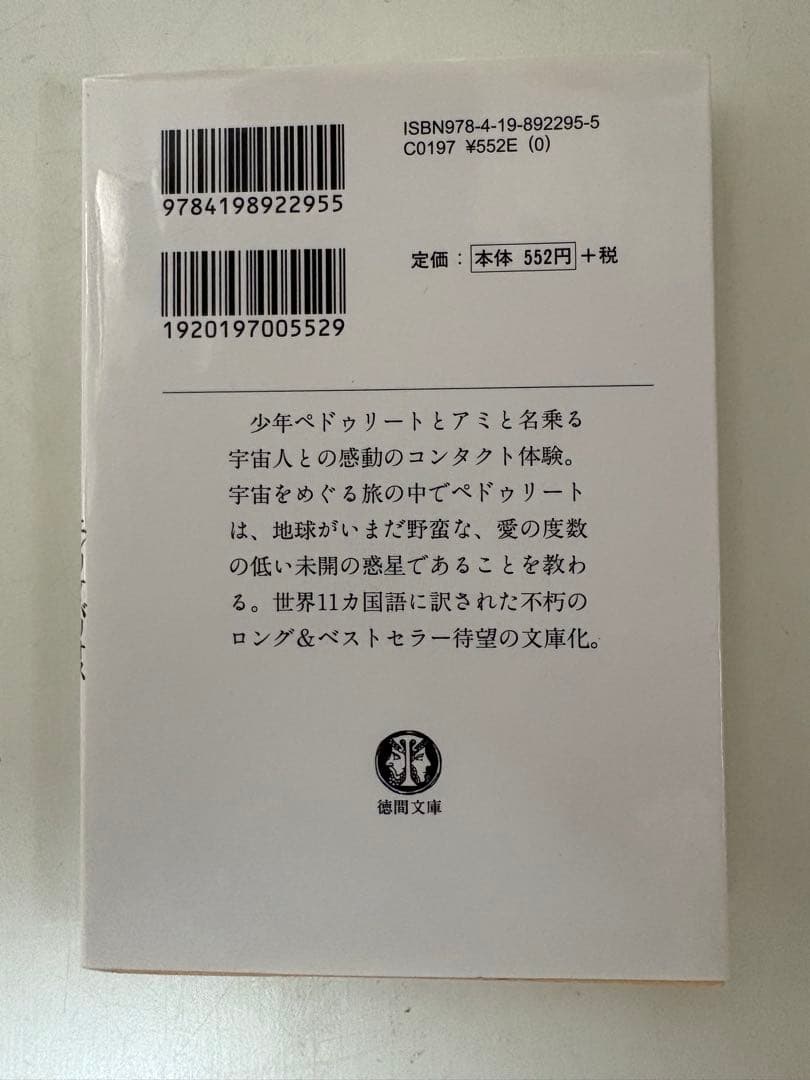 ISBN978-4-19-892295-5
C0197 ¥552E (0)
9784198922955
定価：本体 552円＋税
1920197005529
少年ペドゥリートとアミと名乗る
宇宙人との感動のコンタクト体験。
宇宙をめぐる旅の中でペドゥリート
は、地球がいまだ野蛮な、愛の度数
の低い未開の惑星であることを教わ
る。世界11カ国語に訳された不朽の
ロング&ベストセラー待望の文庫化。
徳間文庫